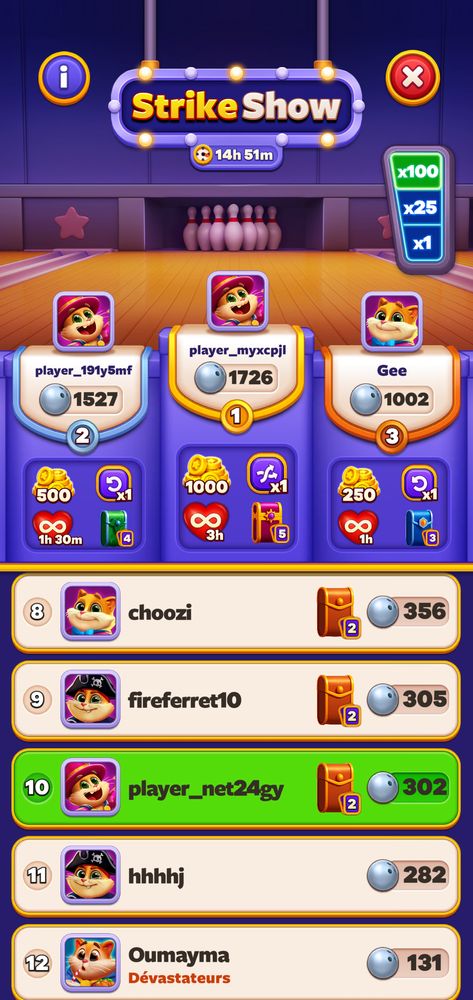 i
Strike Show
14h 51m
x100
x25
x1
player_191y5mf
1527
2
player_myxcpjl
1726
1
Gee
1002
3
500
x1
1h 30m
4
1000
x1
3h
5
250
x1
1h
3
8 choozi 2 356
9 fireferret10 2 305
10 player_net24gy 2 302
11 hhhhj 282
12 Oumayma 131
Dévastateurs